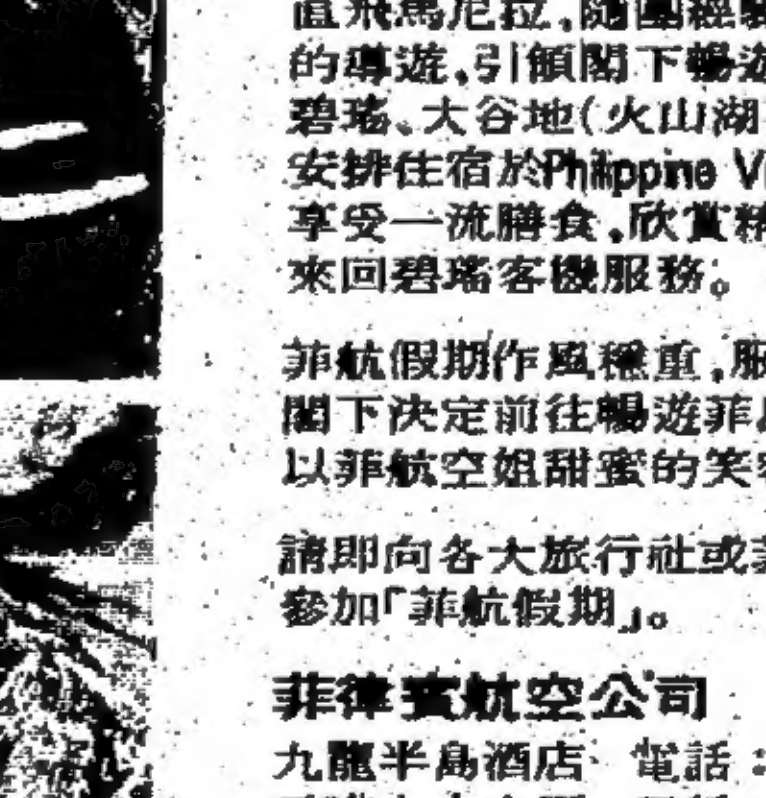 直飛馬尼拉,隨團經
的導遊,引領閣下暢遊
碧瑤、大谷地(火山湖
安排住宿於Philippine V
享受一流膳食,欣賞精
來回碧瑤客機服務。
菲航假期作風穩重,服
閣下決定前往暢遊菲
以菲航空姐甜蜜的笑容
請即向各大旅行社或菲
參加「菲航假期」。
菲律賓航空公司
九龍半島酒店 電話: